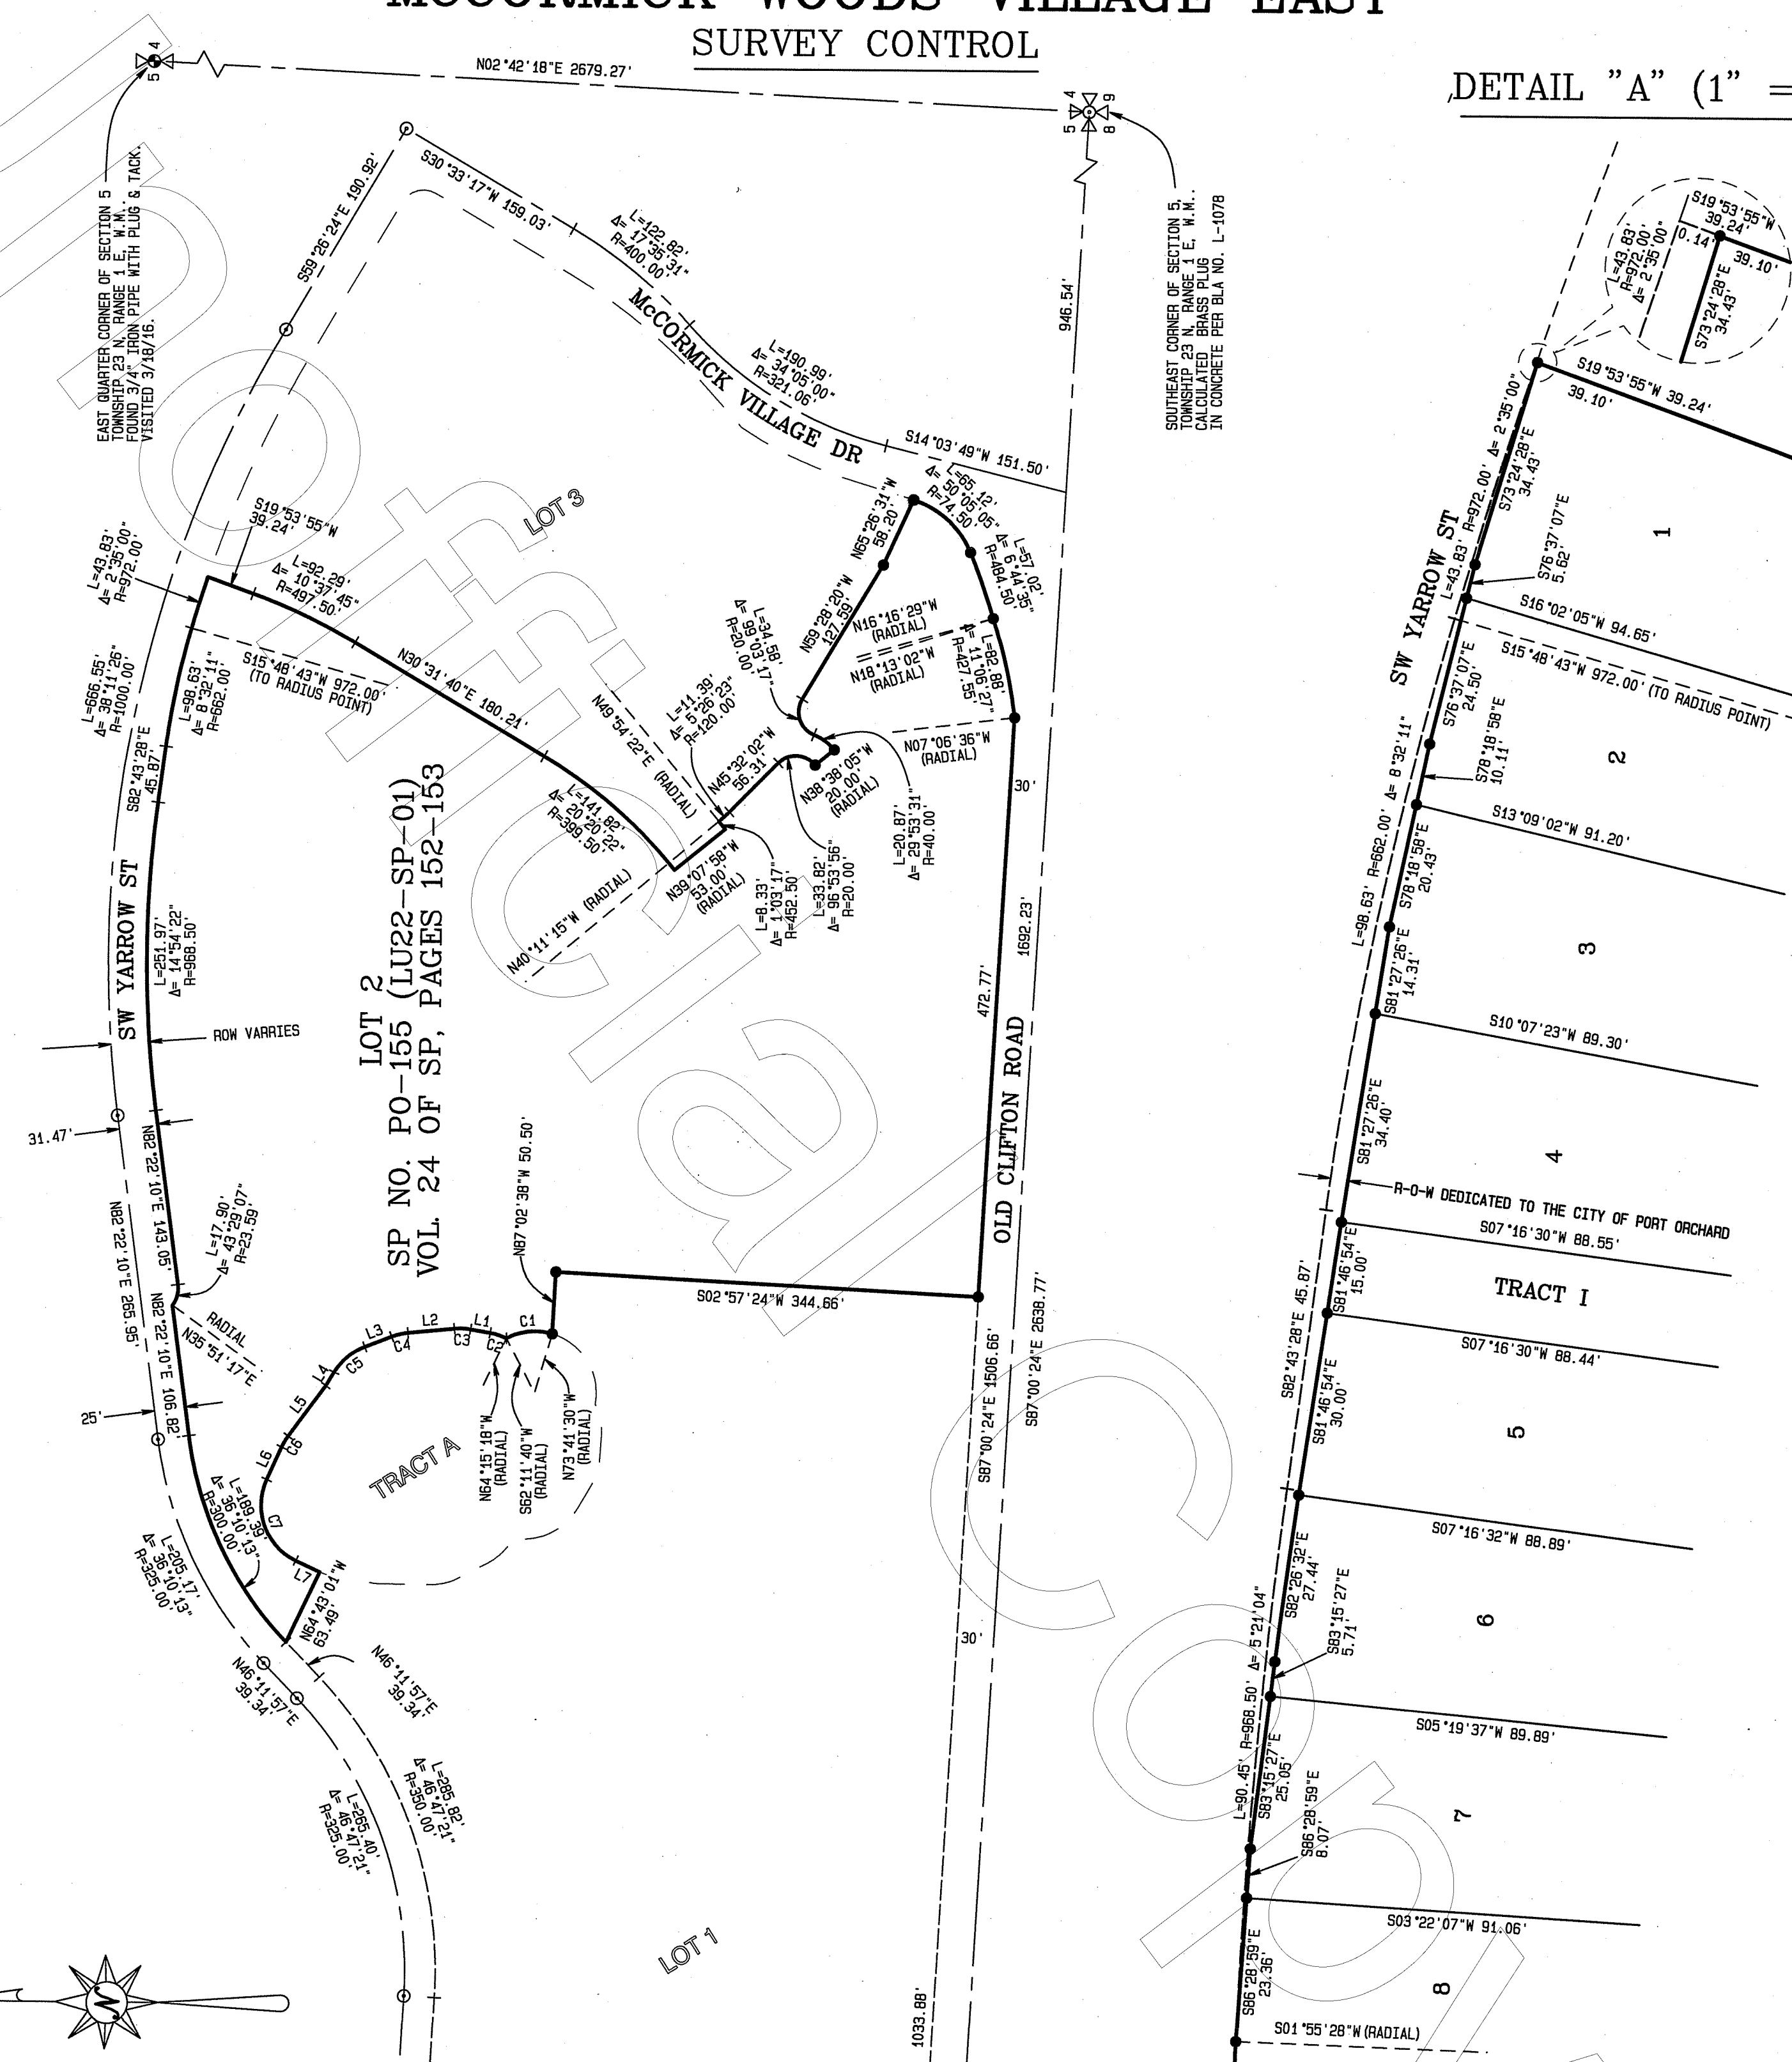 McCORMICK WOODS VILLAGE EAST
SURVEY CONTROL
DETAIL "A" (1" =
N02°42'18"E 2679.27'
5 4
5 4
8 9
EAST QUARTER CORNER OF SECTION 5
TOWNSHIP 23 N, RANGE 1 E, W.M..
FOUND 3/4" IRON PIPE WITH PLUG & TACK.
VISITED 3/18/16.
SOUTHEAST CORNER OF SECTION 5,
TOWNSHIP 23 N, RANGE 1 E, W.M..
CALCULATED BRASS PLUG
IN CONCRETE PER BLA NO. L-1078
S59°26'24"E 190.92'
S30°33'17"W 159.03'
L=122.82'
Δ= 17°35'31"
R=400.00'
McCORMICK VILLAGE DR
L=190.99'
Δ= 34°05'00"
R=321.06'
946.54'
S14°03'49"W 151.50'
L=65.12'
Δ= 50°05'05"
R=74.50'
N65°26'31"W
58.20'
L=57.02'
Δ= 6°44'35"
R=484.50'
N59°28'20"W
127.59'
N16°16'29"W
(RADIAL)
N18°13'02"W
(RADIAL)
L=82.88'
Δ= 11°06'27"
R=427.55'
N07°06'36"W
(RADIAL)
30'
LOT 3
S19°53'55"W
39.24'
L=43.83'
Δ= 2°35'00"
R=972.00'
L=92.29'
Δ= 10°37'45"
R=497.50'
S15°48'43"W 972.00'
(TO RADIUS POINT)
N30°31'40"E 180.21'
L=666.55'
Δ= 38°11'26"
R=1000.00'
L=98.63'
Δ= 8°32'11"
R=662.00'
S82°43'28"E
45.87'
L=34.58'
Δ= 99°03'17"
R=20.00'
L=11.39'
Δ= 5°26'23"
R=120.00'
N49°54'22"E (RADIAL)
N45°32'02"W
56.31'
N38°38'05"W
20.00'
(RADIAL)
L=141.82'
Δ= 20°20'22"
R=399.50'
N40°11'15"W (RADIAL)
N39°07'58"W
53.00'
(RADIAL)
L=8.33'
Δ= 1°03'17"
R=452.50'
L=33.82'
Δ= 96°53'56"
R=20.00'
L=20.87'
Δ= 29°53'31"
R=40.00'
SW YARROW ST
L=251.97'
Δ= 14°54'22"
R=968.50'
ROW VARRIES
LOT 2
SP NO. PO-155 (LU22-SP-01)
VOL. 24 OF SP, PAGES 152-153
472.77'
1692.23'
OLD CLIFTON ROAD
31.47'
N82°22'10"E 143.05'
N82°22'10"E 265.95'
L=17.90'
Δ= 43°29'07"
R=23.59'
RADIAL
N35°51'17"E
N82°22'10"E 106.82'
25'
N87°02'38"W 50.50'
S02°57'24"W 344.66'
L1
L2
L3
L4
L5
L6
L7
C1
C2
C3
C4
C5
C6
C7
TRACT A
N64°15'18"W
(RADIAL)
S62°11'40"W
(RADIAL)
N73°41'30"W
(RADIAL)
S87°00'24"E 1506.66'
S87°00'24"E 2638.77'
L=189.39'
Δ= 36°10'13"
R=300.00'
L=205.17'
Δ= 36°10'13"
R=325.00'
N64°43'01"W
63.49'
N46°11'57"E
39.34'
N46°11'57"E
39.34'
L=285.82'
Δ= 46°47'21"
R=350.00'
L=265.40'
Δ= 46°47'21"
R=325.00'
30'
LOT 1
1033.88'
N
S19°53'55"W
39.24'
0.14'
39.10'
L=43.83'
R=972.00'
Δ= 2°35'00"
S73°24'28"E
34.43'
S19°53'55"W 39.24'
39.10'
L=43.83' R=972.00' Δ= 2°35'00"
S73°24'28"E
34.43'
SW YARROW ST
1
S76°37'07"E
5.62'
S16°02'05"W 94.65'
S15°48'43"W 972.00' (TO RADIUS POINT)
S76°37'07"E
24.50'
2
S78°18'58"E
10.11'
S13°09'02"W 91.20'
L=98.63' R=662.00' Δ= 8°32'11"
S78°18'58"E
20.43'
3
S81°27'26"E
14.31'
S10°07'23"W 89.30'
S81°27'26"E
34.40'
4
R-O-W DEDICATED TO THE CITY OF PORT ORCHARD
S07°16'30"W 88.55'
S81°46'54"E
15.00'
TRACT I
S07°16'30"W 88.44'
S82°43'28"E 45.87'
S81°46'54"E
30.00'
5
S07°16'32"W 88.89'
S82°26'32"E
27.44'
6
S83°15'27"E
5.71'
S05°19'37"W 89.89'
L=90.45' R=968.50' Δ= 5°21'04"
S83°15'27"E
25.05'
7
S86°28'59"E
8.07'
S03°22'07"W 91.06'
S86°28'59"E
23.36'
8
S01°55'28"W (RADIAL)
Unofficial Copy